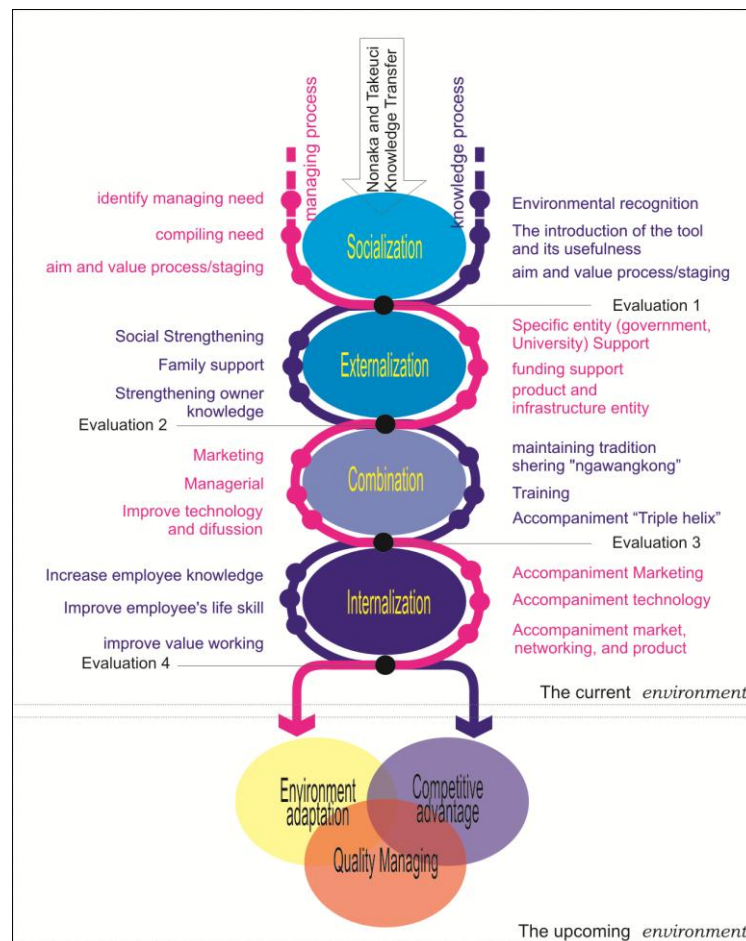 Nonaka and Takeuci
Knowledge Transfer
managing process
knowledge process
identify managing need
compiling need
aim and value process/staging
Socialization
Environmental recognition
The introduction of the tool
and its usefulness
aim and value process/staging
Evaluation 1
Social Strengthening
Family support
Strengthening owner
knowledge
Externalization
Specific entity (government,
University) Support
funding support
product and
infrastructure entity
Evaluation 2
Marketing
Managerial
Improve technology
and difussion
Combination
maintaining tradition
shering "ngawangkong”
Training
Accompaniment “Triple helix”
Evaluation 3
Increase employee knowledge
Improve employee's life skill
improve value working
Internalization
Accompaniment Marketing
Accompaniment technology
Accompaniment market,
networking, and product
Evaluation 4
The current environment
Environment
adaptation
Competitive
advantage
Quality Managing
The upcoming environment